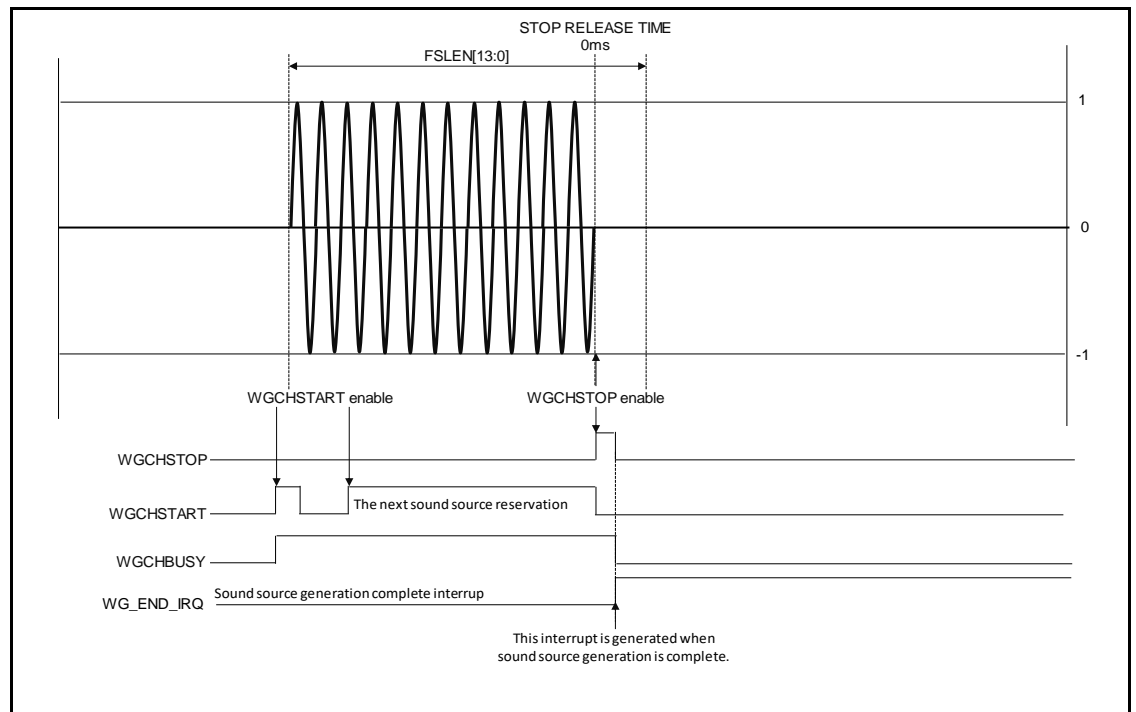 STOP RELEASE TIME
0ms
FSLEN[13:0]
1
0
-1
WGCHSTART enable
WGCHSTOP enable
WGCHSTOP
WGCHSTART
The next sound source reservation
WGCHBUSY
WG_END_IRQ
Sound source generation complete interrup
This interrupt is generated when
sound source generation is complete.